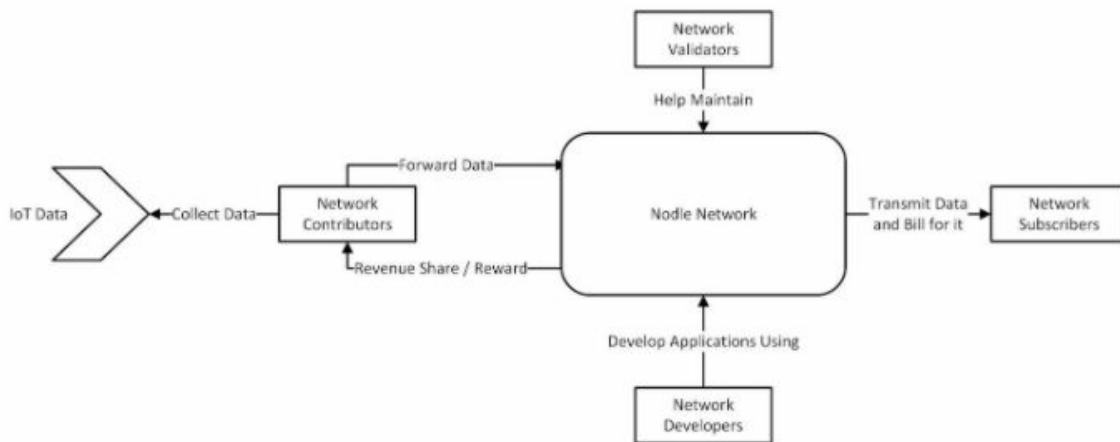 Network
Validators
Help Maintain
Forward Data
IoT Data
Collect Data
Network
Contributors
Nodle Network
Transmit Data
and Bill for it
Network
Subscribers
Revenue Share / Reward
Develop Applications Using
Network
Developers